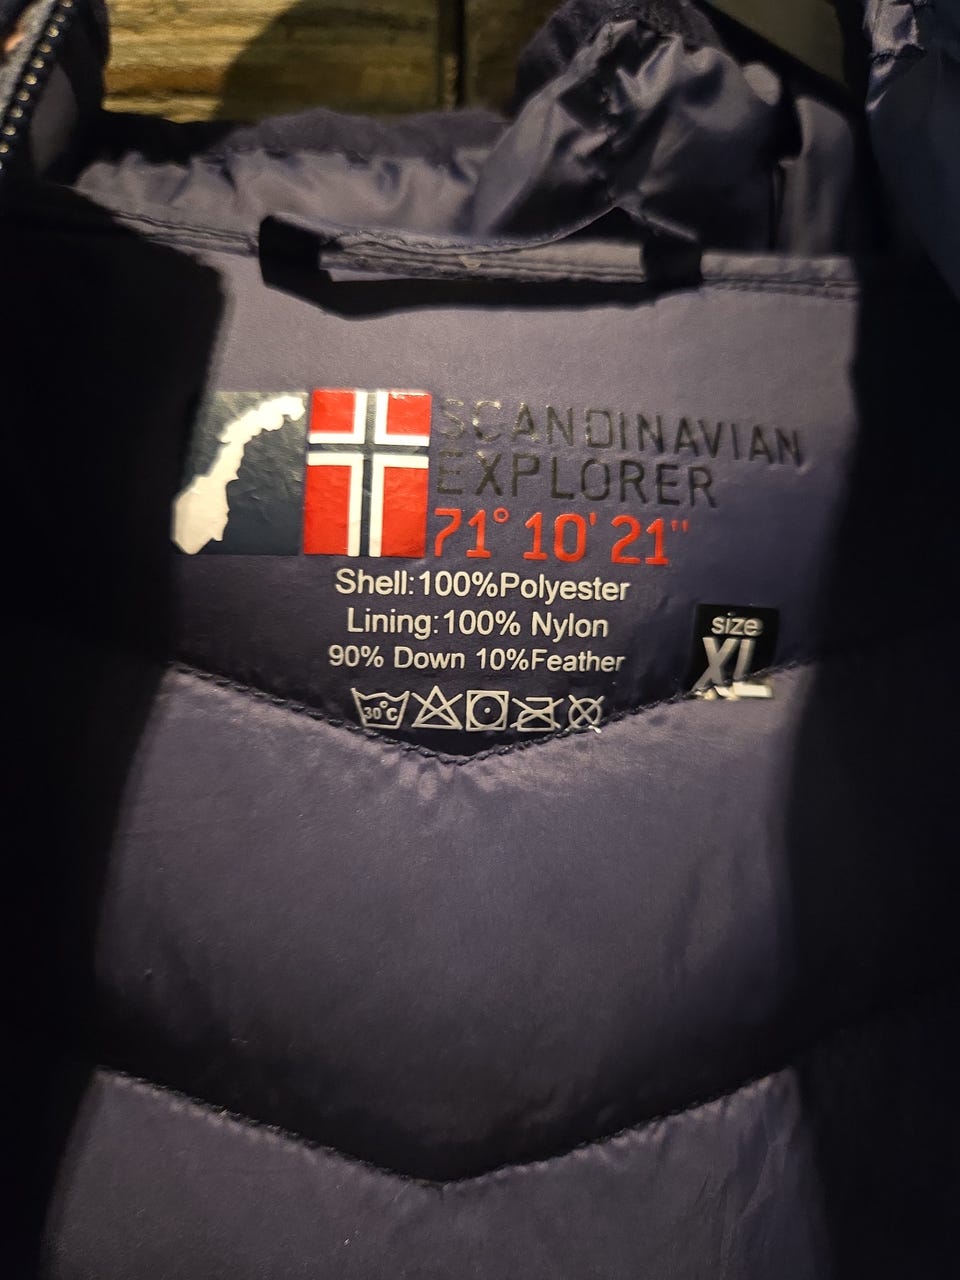 SCANDINAVIAN
EXPLORER
71° 10' 21"
Shell:100%Polyester
Lining:100% Nylon
90% Down 10%Feather
size
XL
30°C